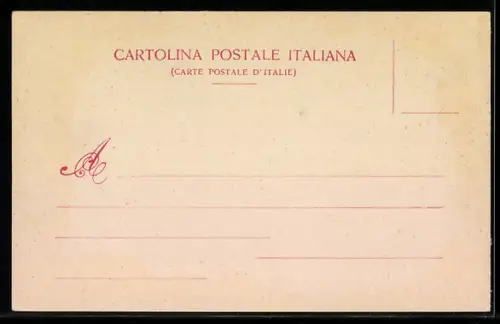 CARTOLINA POSTALE ITALIANA
(CARTE POSTALE D'ITALIE)
A